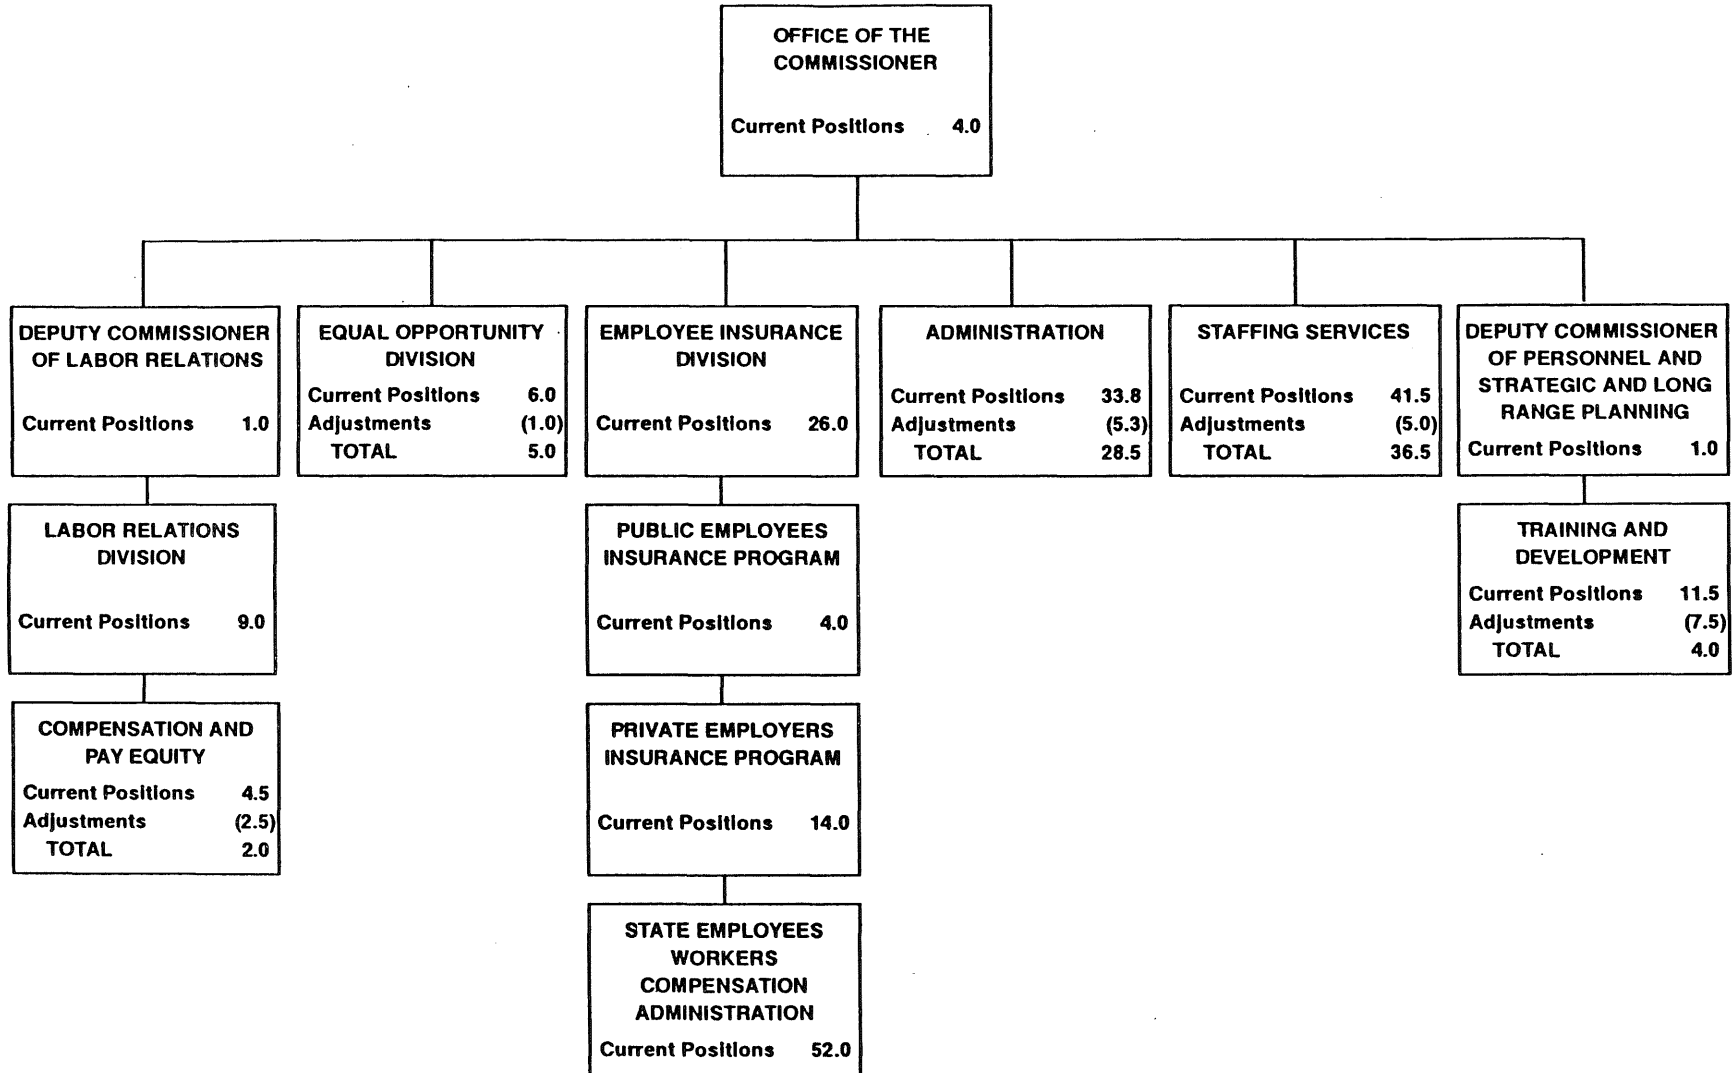 OFFICE OF THE
COMMISSIONER
Current Positions 4.0
DEPUTY COMMISSIONER
OF LABOR RELATIONS
Current Positions 1.0
EQUAL OPPORTUNITY
DIVISION
Current Positions 6.0
Adjustments (1.0)
TOTAL 5.0
EMPLOYEE INSURANCE
DIVISION
Current Positions 26.0
ADMINISTRATION
Current Positions 33.8
Adjustments (5.3)
TOTAL 28.5
STAFFING SERVICES
Current Positions 41.5
Adjustments (5.0)
TOTAL 36.5
DEPUTY COMMISSIONER
OF PERSONNEL AND
STRATEGIC AND LONG
RANGE PLANNING
Current Positions 1.0
LABOR RELATIONS
DIVISION
Current Positions 9.0
PUBLIC EMPLOYEES
INSURANCE PROGRAM
Current Positions 4.0
TRAINING AND
DEVELOPMENT
Current Positions 11.5
Adjustments (7.5)
TOTAL 4.0
COMPENSATION AND
PAY EQUITY
Current Positions 4.5
Adjustments (2.5)
TOTAL 2.0
PRIVATE EMPLOYERS
INSURANCE PROGRAM
Current Positions 14.0
STATE EMPLOYEES
WORKERS
COMPENSATION
ADMINISTRATION
Current Positions 52.0